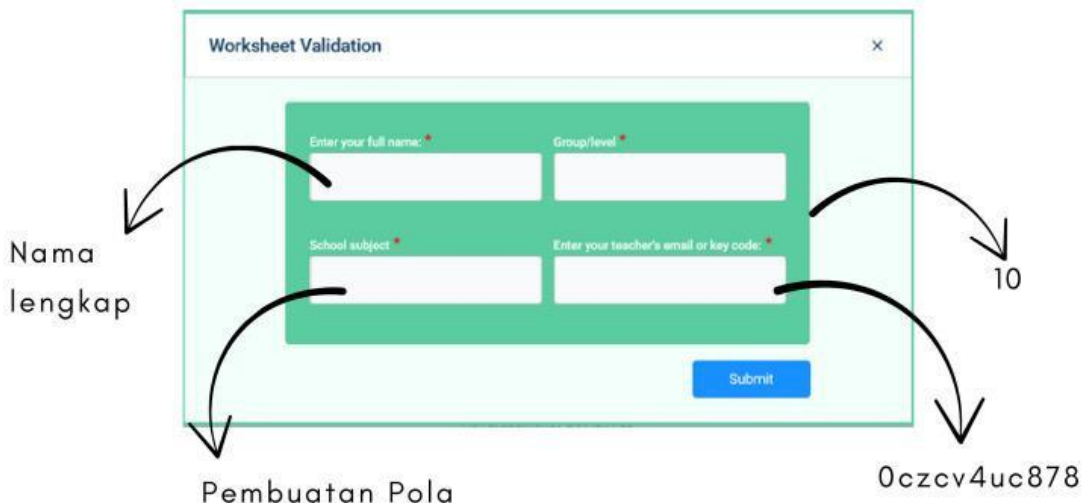 Worksheet Validation ×
Enter your full name: * Group/level *
School subject * Enter your teacher's email or key code: *
Nama
lengkap
10
Submit
Pembuatan Pola
0czcv4uc878